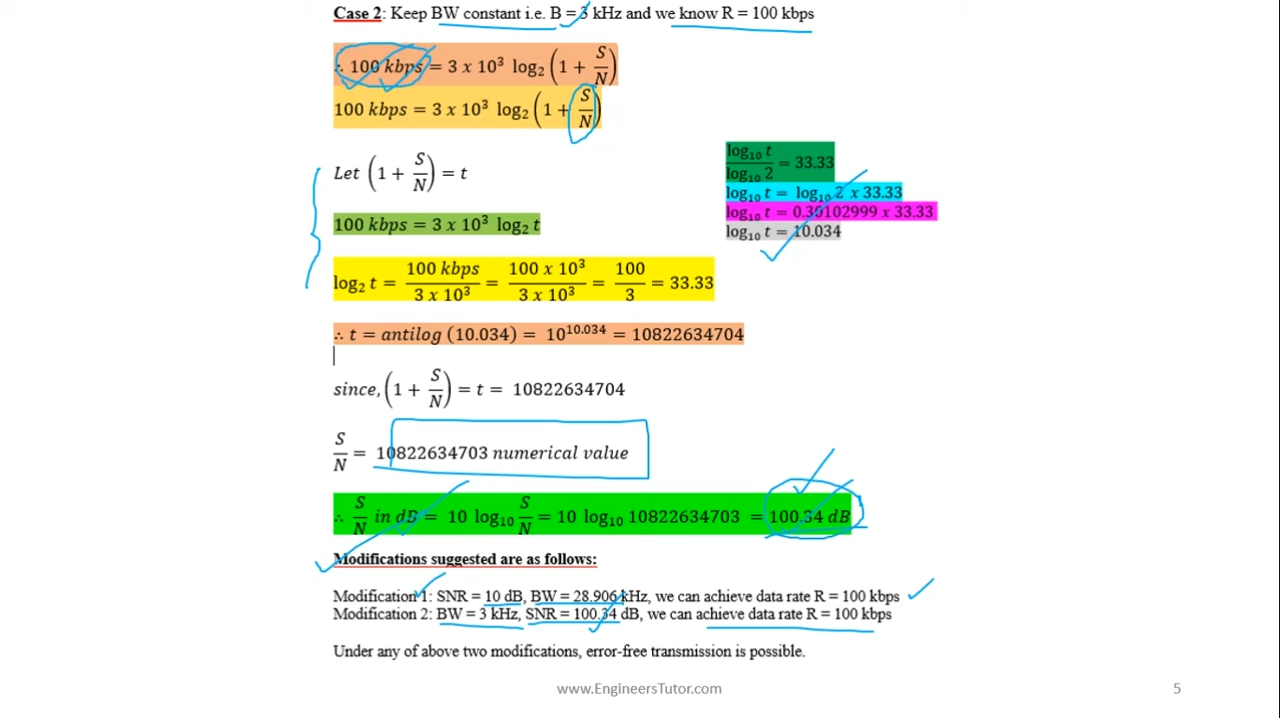 Case 2: Keep BW constant i.e. B = 3 kHz and we know R = 100 kbps
∴ 100 kbps = 3 x 10³ log₂ (1 + S/N)
100 kbps = 3 x 10³ log₂ (1 + S/N)
Let (1 + S/N) = t
100 kbps = 3 x 10³ log₂ t
log₂ t = 100 kbps / 3 x 10³ = 100 x 10³ / 3 x 10³ = 100 / 3 = 33.33
log₁₀ t / log₁₀ 2 = 33.33
log₁₀ t = log₁₀ 2 x 33.33
log₁₀ t = 0.30102999 x 33.33
log₁₀ t = 10.034
∴ t = antilog (10.034) = 10^10.034 = 10822634704
since, (1 + S/N) = t = 10822634704
S/N = 10822634703 numerical value
∴ S/N in dB = 10 log₁₀ S/N = 10 log₁₀ 10822634703 = 100.34 dB
Modifications suggested are as follows:
Modification 1: SNR = 10 dB, BW = 28.906 kHz, we can achieve data rate R = 100 kbps
Modification 2: BW = 3 kHz, SNR = 100.34 dB, we can achieve data rate R = 100 kbps
Under any of above two modifications, error-free transmission is possible.
www.EngineersTutor.com
5